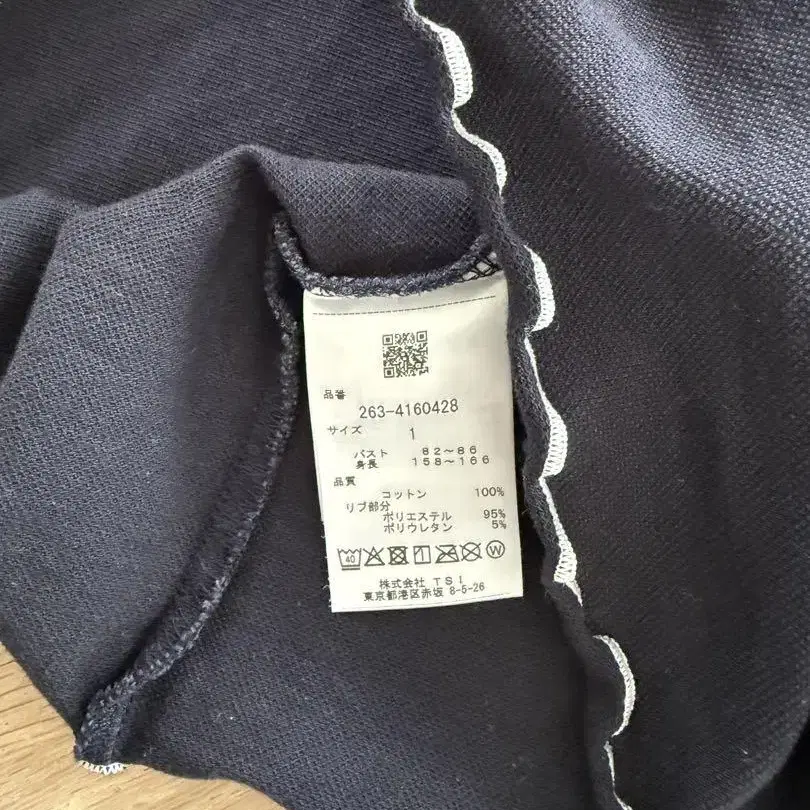 品番
263-4160428
サイズ 1
バスト 82〜86
身長 158〜166
品質
コットン 100%
リブ部分
ポリエステル 95%
ポリウレタン 5%
40 W
株式会社 TSI
東京都港区赤坂 8-5-26